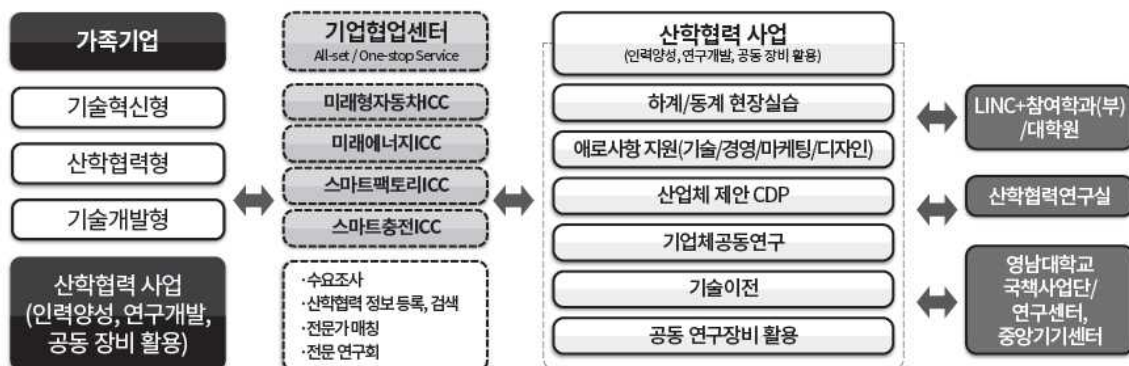 가족기업
기술혁신형
산학협력형
기술개발형
산학협력 사업
(인력양성, 연구개발,
공동 장비 활용)
기업협업센터
All-set / One-stop Service
미래형자동차ICC
미래에너지ICC
스마트팩토리ICC
스마트충전ICC
·수요조사
·산학협력 정보 등록, 검색
·전문가 매칭
·전문 연구회
산학협력 사업
(인력양성, 연구개발, 공동 장비 활용)
하계/동계 현장실습
애로사항 지원(기술/경영/마케팅/디자인)
산업체 제안 CDP
기업체공동연구
기술이전
공동 연구장비 활용
LINC+참여학과(부)
/대학원
산학협력연구실
영남대학교
국책사업단/
연구센터,
중앙기기센터